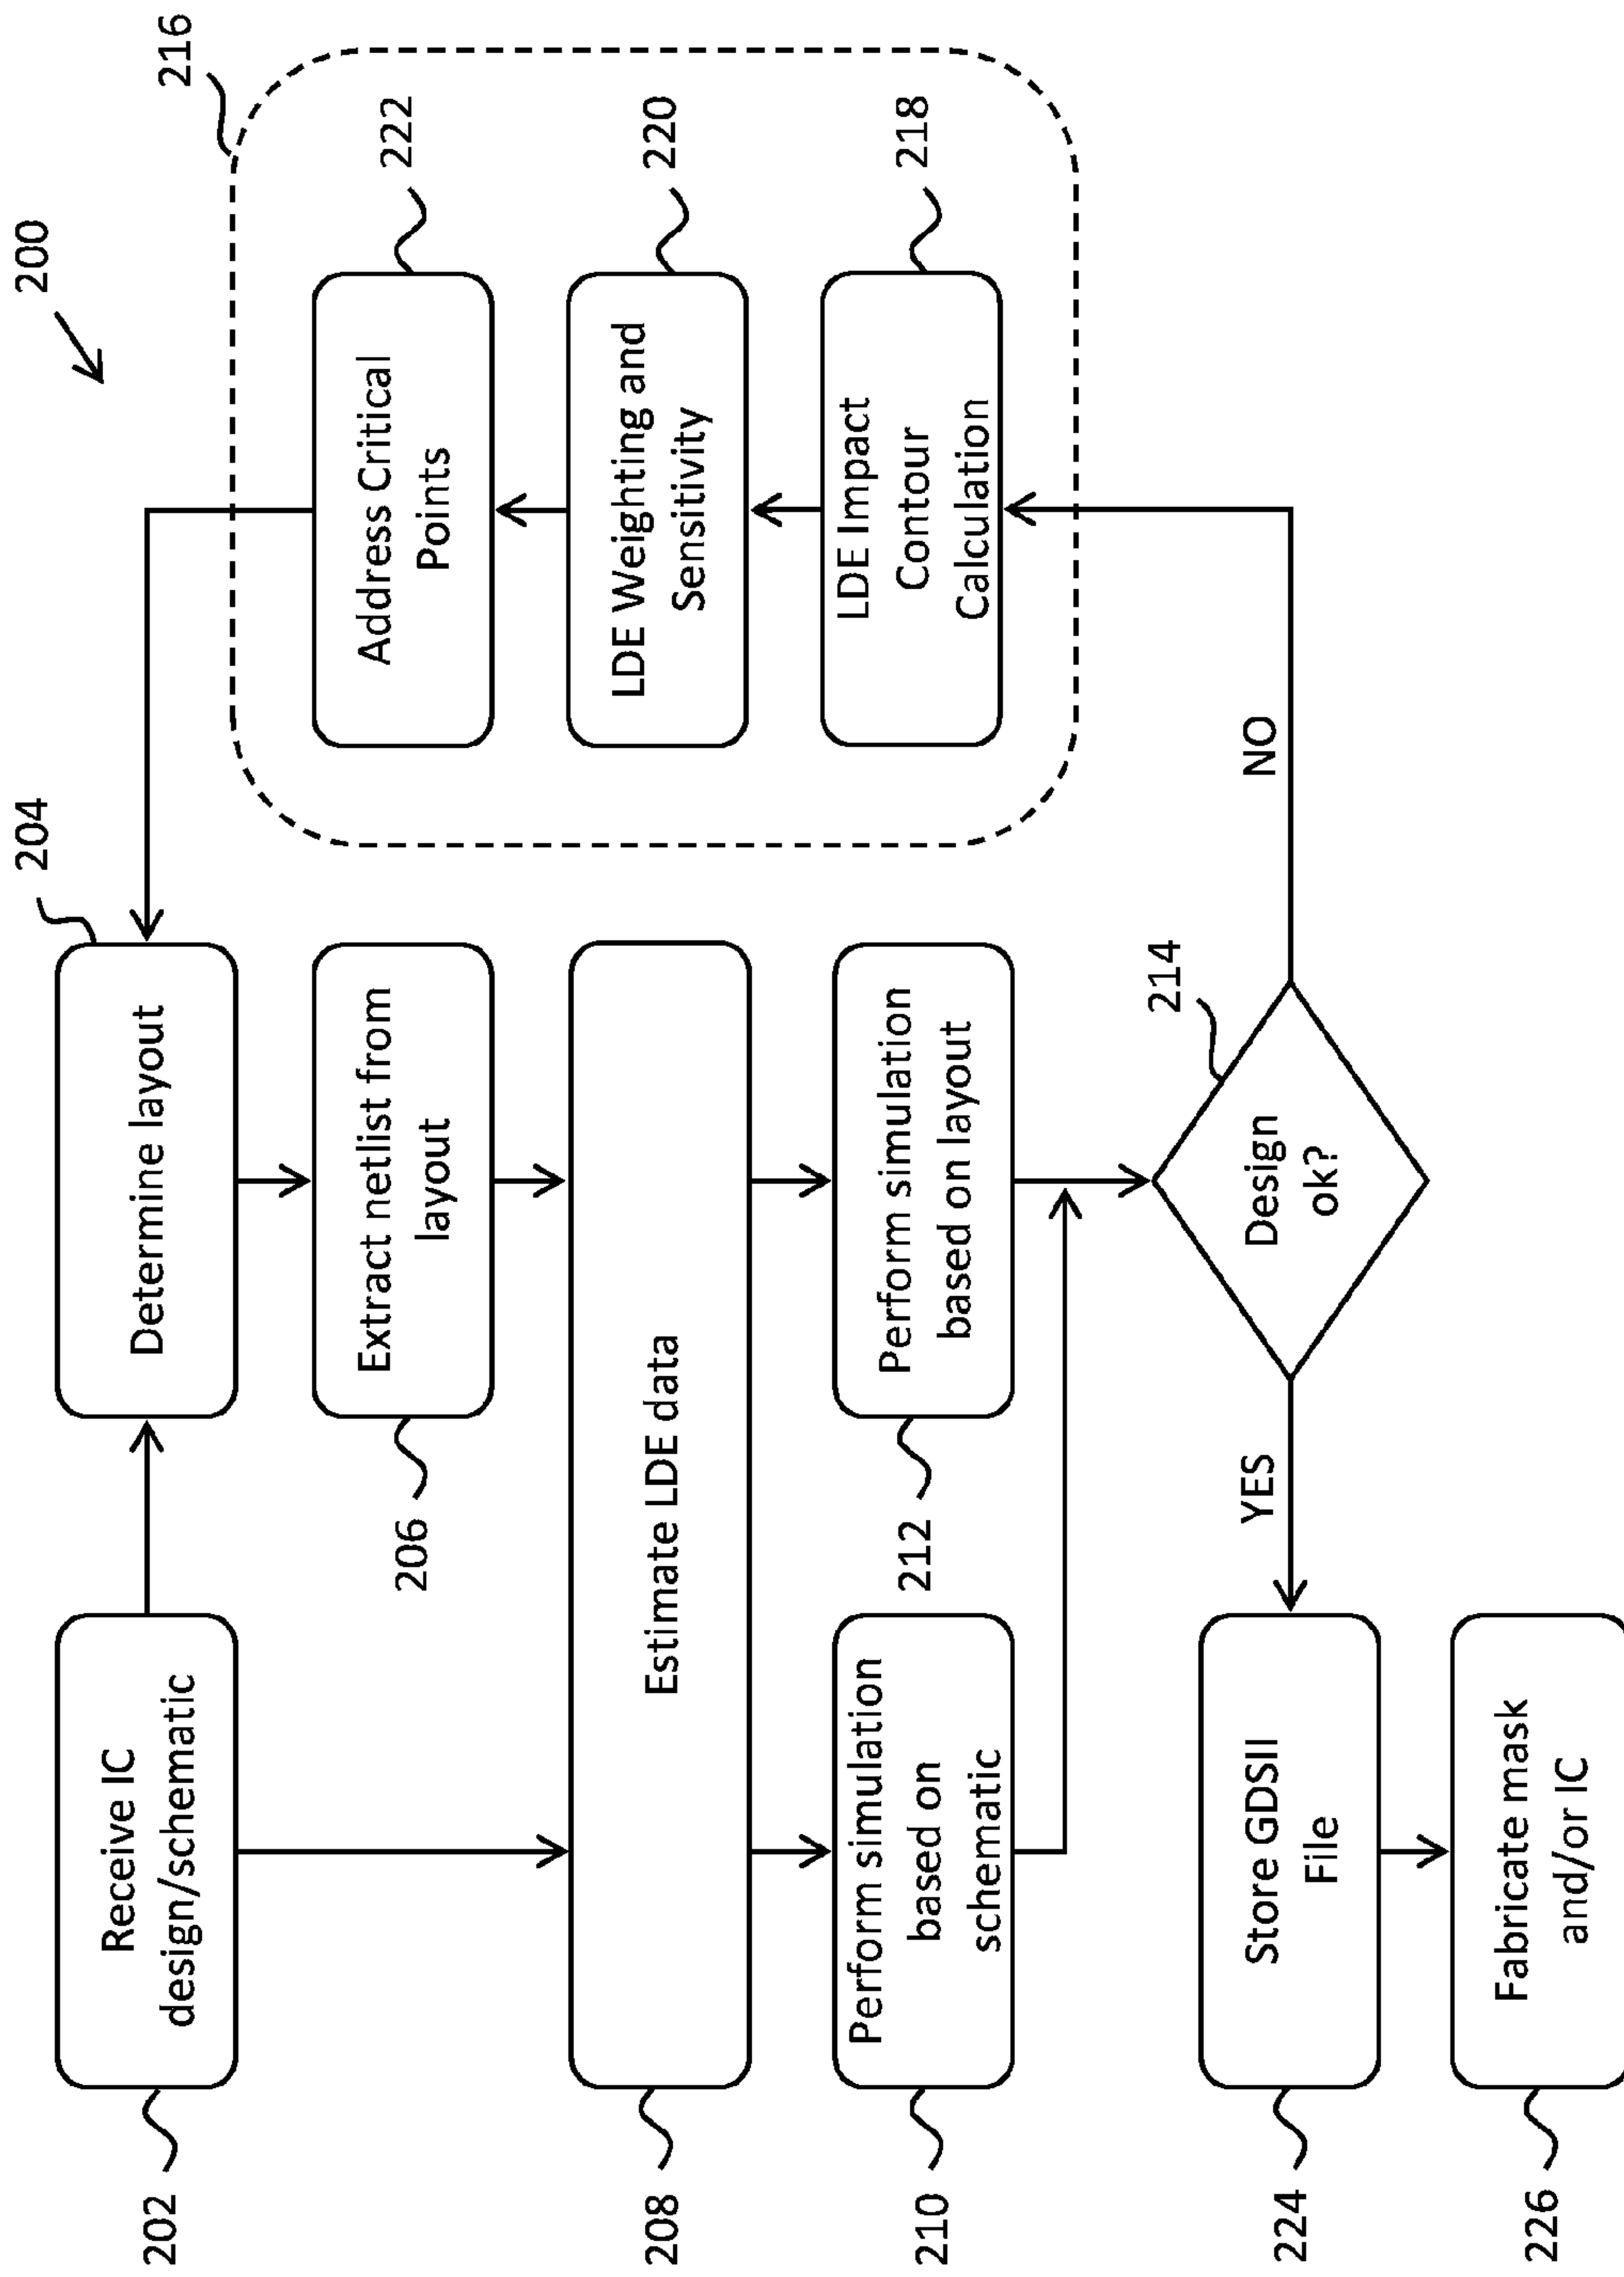 200
202
Receive IC
design/schematic
204
Determine layout
216
206
Extract netlist from
layout
Address Critical
Points
222
208
Estimate LDE data
LDE Weighting and
Sensitivity
220
210
Perform simulation
based on
schematic
212
Perform simulation
based on layout
LDE Impact
Contour
Calculation
218
214
Design
ok?
YES
NO
224
Store GDSII
File
226
Fabricate mask
and/or IC